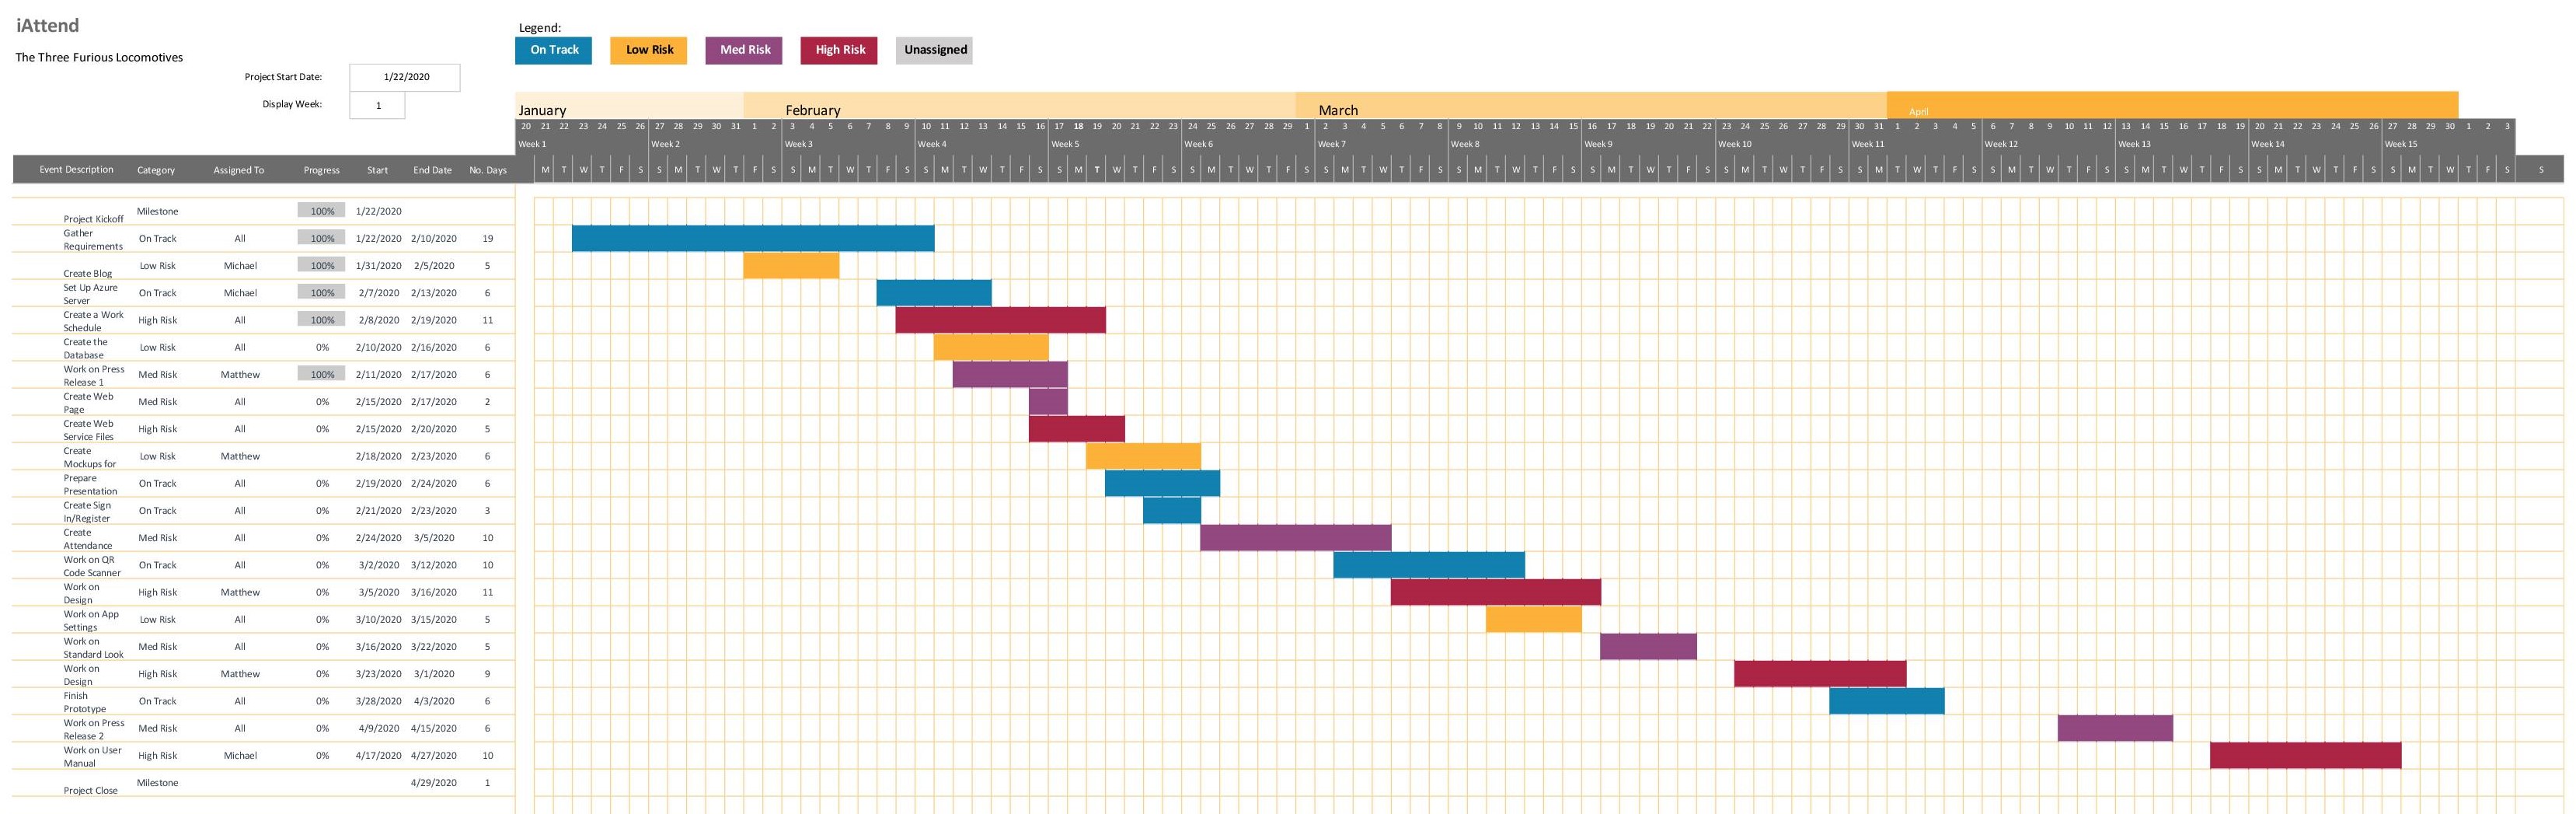 iAttend
Legend:
On Track Low Risk Med Risk High Risk Unassigned
The Three Furious Locomotives
Project Start Date: 1/22/2020
Display Week: 1
January February March April
20 21 22 23 24 25 26 27 28 29 30 31 1 2 3 4 5 6 7 8 9 10 11 12 13 14 15 16 17 18 19 20 21 22 23 24 25 26 27 28 29 1 2 3 4 5 6 7 8 9 10 11 12 13 14 15 16 17 18 19 20 21 22 23 24 25 26 27 28 29 30 31 1 2 3 4 5 6 7 8 9 10 11 12 13 14 15 16 17 18 19 20 21 22 23 24 25 26 27 28 29 30 1 2 3
Week 1 Week 2 Week 3 Week 4 Week 5 Week 6 Week 7 Week 8 Week 9 Week 10 Week 11 Week 12 Week 13 Week 14 Week 15
Event Description Category Assigned To Progress Start End Date No. Days M T W T F S S M T W T F S S M T W T F S S M T W T F S S M T W T F S S M T W T F S S M T W T F S S M T W T F S S M T W T F S S M T W T F S S M T W T F S S M T W T F S S M T W T F S S M T W T F S S M T W T F S S
Project Kickoff Milestone 100% 1/22/2020
Gather
Requirements On Track All 100% 1/22/2020 2/10/2020 19
Create Blog Low Risk Michael 100% 1/31/2020 2/5/2020 5
Set Up Azure
Server On Track Michael 100% 2/7/2020 2/13/2020 6
Create a Work
Schedule High Risk All 100% 2/8/2020 2/19/2020 11
Create the
Database Low Risk All 0% 2/10/2020 2/16/2020 6
Work on Press
Release 1 Med Risk Matthew 100% 2/11/2020 2/17/2020 6
Create Web
Page Med Risk All 0% 2/15/2020 2/17/2020 2
Create Web
Service Files High Risk All 0% 2/15/2020 2/20/2020 5
Create
Mockups for Low Risk Matthew 2/18/2020 2/23/2020 6
Prepare
Presentation On Track All 0% 2/19/2020 2/24/2020 6
Create Sign
In/Register On Track All 0% 2/21/2020 2/23/2020 3
Create
Attendance Med Risk All 0% 2/24/2020 3/5/2020 10
Work on QR
Code Scanner On Track All 0% 3/2/2020 3/12/2020 10
Work on
Design High Risk Matthew 0% 3/5/2020 3/16/2020 11
Work on App
Settings Low Risk All 0% 3/10/2020 3/15/2020 5
Work on
Standard Look Med Risk All 0% 3/16/2020 3/22/2020 5
Work on
Design High Risk Matthew 0% 3/23/2020 3/1/2020 9
Finish
Prototype On Track All 0% 3/28/2020 4/3/2020 6
Work on Press
Release 2 Med Risk All 0% 4/9/2020 4/15/2020 6
Work on User
Manual High Risk Michael 0% 4/17/2020 4/27/2020 10
Project Close Milestone 4/29/2020 1